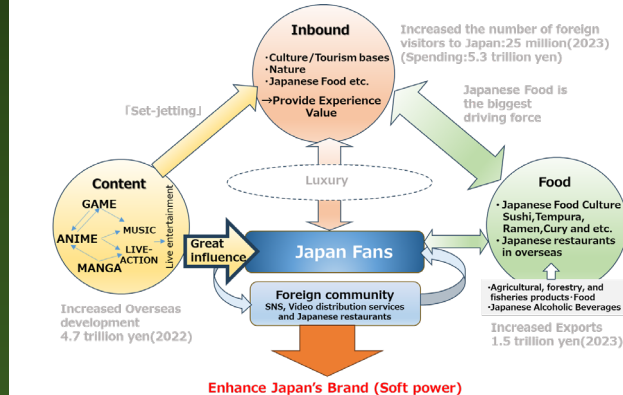 Inbound
・Culture/Tourism bases
・Nature
・Japanese Food etc.
→Provide Experience
Value
Increased the number of foreign
visitors to Japan:25 million(2023)
(Spending:5.3 trillion yen)
Japanese Food is
the biggest
driving force
「Set-jetting」
Luxury
Content
GAME
ANIME
MUSIC
LIVE-
ACTION
MANGA
Live entertainment
Great
influence
Japan Fans
Foreign community
SNS, Video distribution services
and Japanese restaurants
Food
・Japanese Food Culture
Sushi,Tempura,
Ramen,Cury and etc.
・Japanese restaurants
in overseas
・Agricultural, forestry, and
fisheries products・Food
・Japanese Alcoholic Beverages
Increased Exports
1.5 trillion yen(2023)
Increased Overseas
development
4.7 trillion yen(2022)
Enhance Japan's Brand (Soft power)